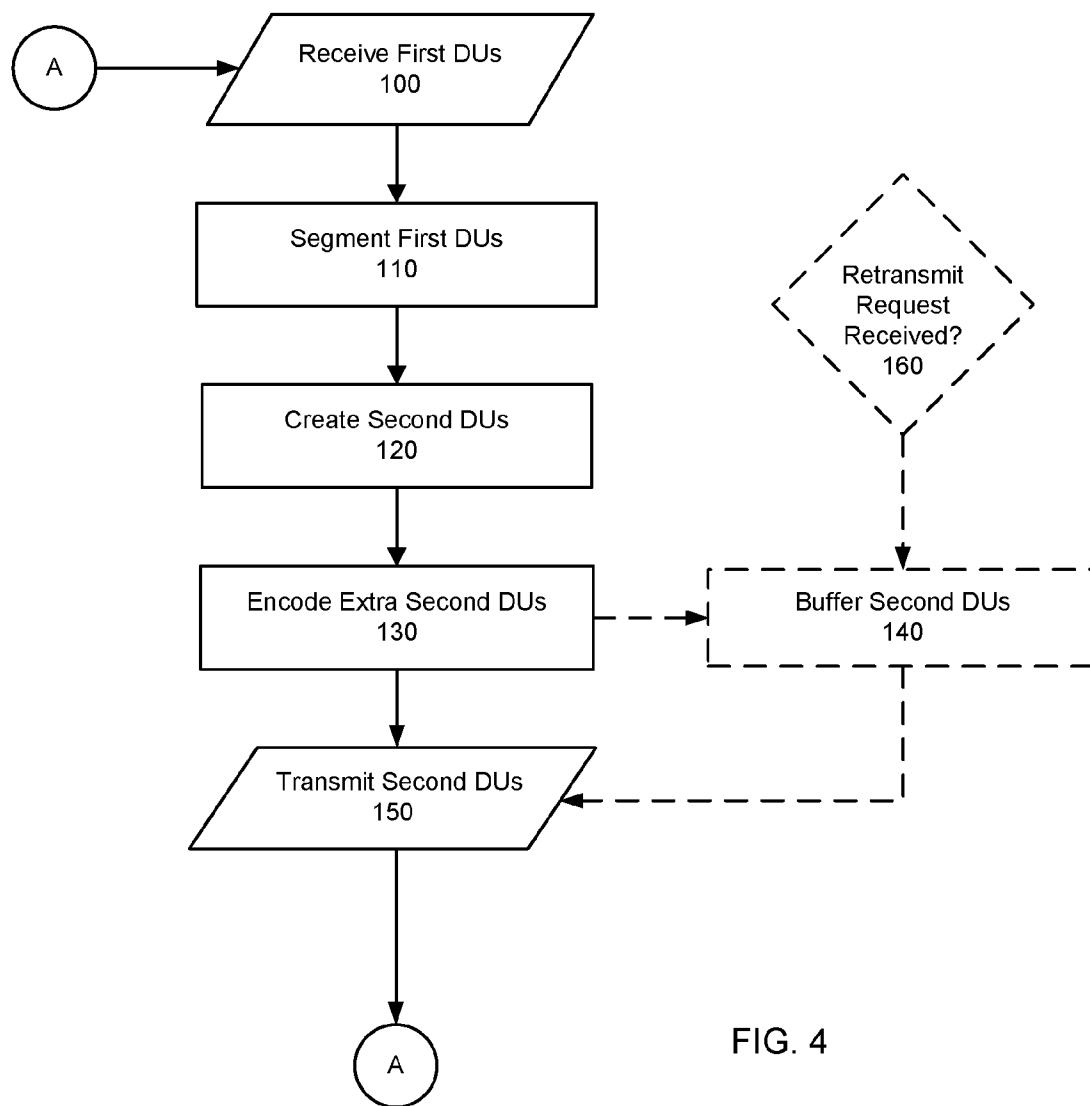 A
Receive First DUs
100
Segment First DUs
110
Retransmit
Request
Received?
160
Create Second DUs
120
Encode Extra Second DUs
130
Buffer Second DUs
140
Transmit Second DUs
150
A
FIG. 4